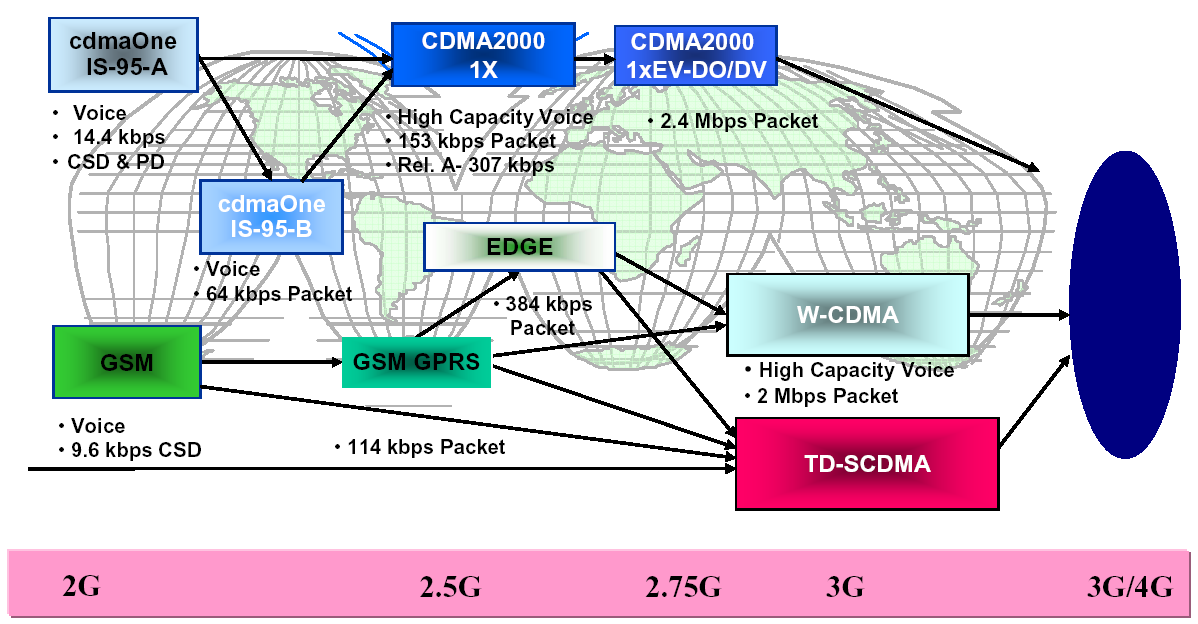 cdmaOne
IS-95-A
• Voice
• 14.4 kbps
• CSD & PD
CDMA2000
1X
• High Capacity Voice
• 153 kbps Packet
• Rel. A- 307 kbps
CDMA2000
1xEV-DO/DV
• 2.4 Mbps Packet
cdmaOne
IS-95-B
• Voice
• 64 kbps Packet
EDGE
• 384 kbps
Packet
W-CDMA
• High Capacity Voice
• 2 Mbps Packet
GSM
• Voice
• 9.6 kbps CSD
GSM GPRS
• 114 kbps Packet
TD-SCDMA
2G 2.5G 2.75G 3G 3G/4G